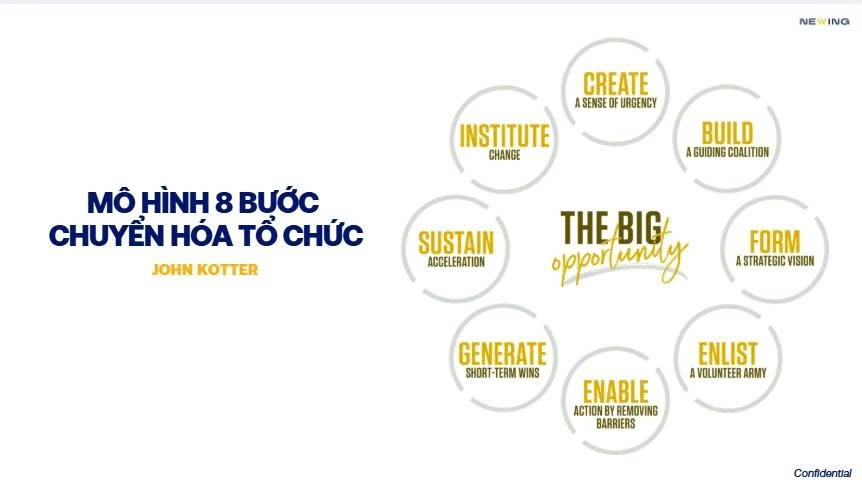 NEWING
MÔ HÌNH 8 BƯỚC
CHUYỂN HÓA TỔ CHỨC
JOHN KOTTER
CREATE
A SENSE OF URGENCY
BUILD
A GUIDING COALITION
FORM
A STRATEGIC VISION
ENLIST
A VOLUNTEER ARMY
ENABLE
ACTION BY REMOVING
BARRIERS
GENERATE
SHORT-TERM WINS
SUSTAIN
ACCELERATION
INSTITUTE
CHANGE
THE BIG
opportunity
Confidential